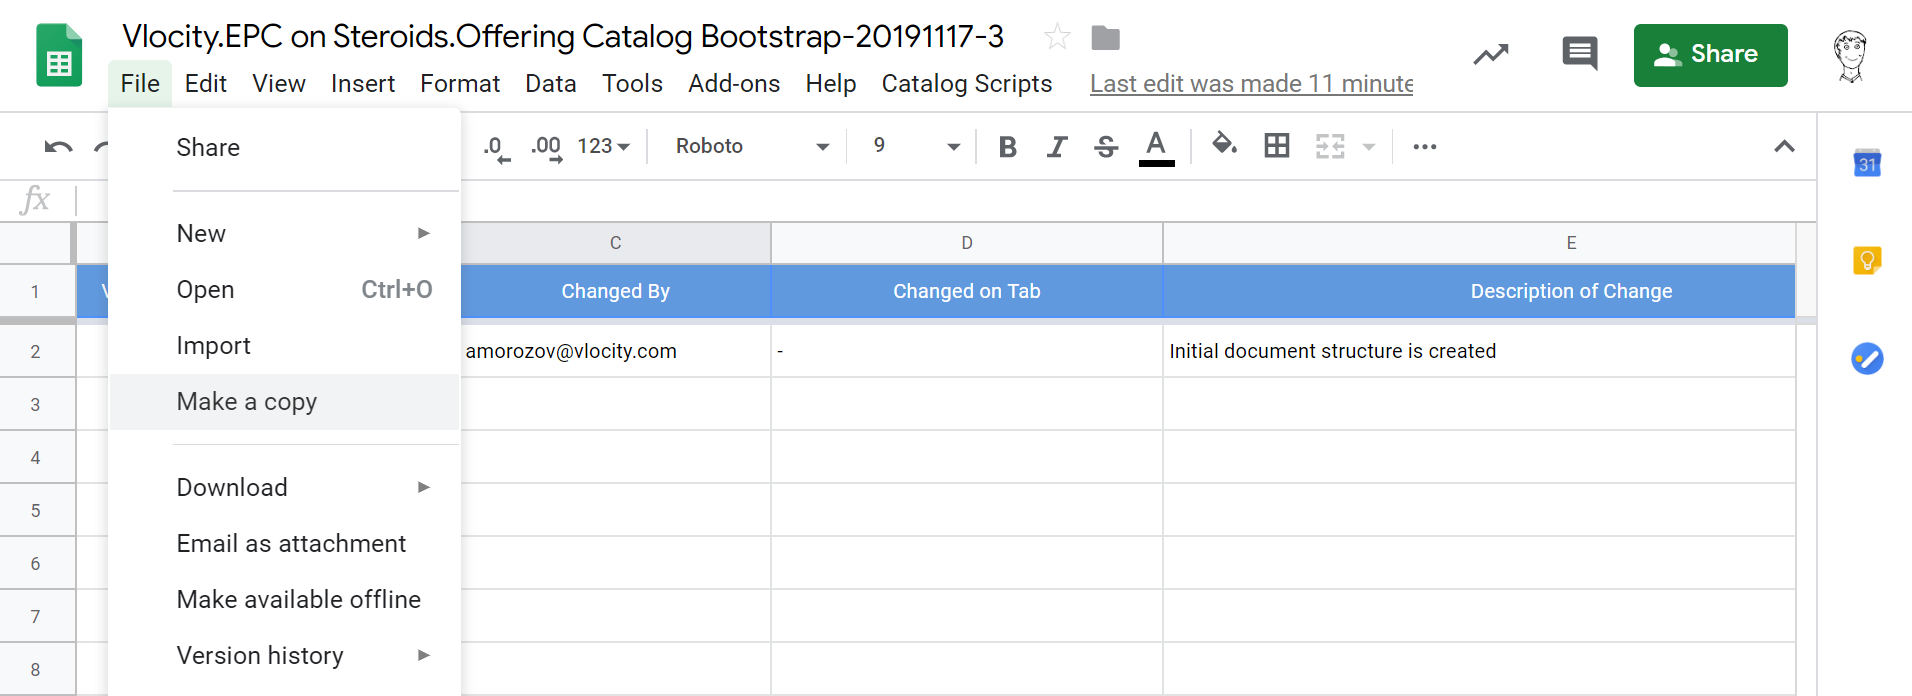 Vlocity.EPC on Steroids.Offering Catalog Bootstrap-20191117-3
File Edit View Insert Format Data Tools Add-ons Help Catalog Scripts Last edit was made 11 minute
Share
Share
.0 .00 123 Roboto 9 B I S A
31
fx
New
C D E
Open Ctrl+O
1 Changed By Changed on Tab Description of Change
Import
2 amorozov@vlocity.com - Initial document structure is created
Make a copy
3
4
Download
5
Email as attachment
6
Make available offline
7
Version history
8